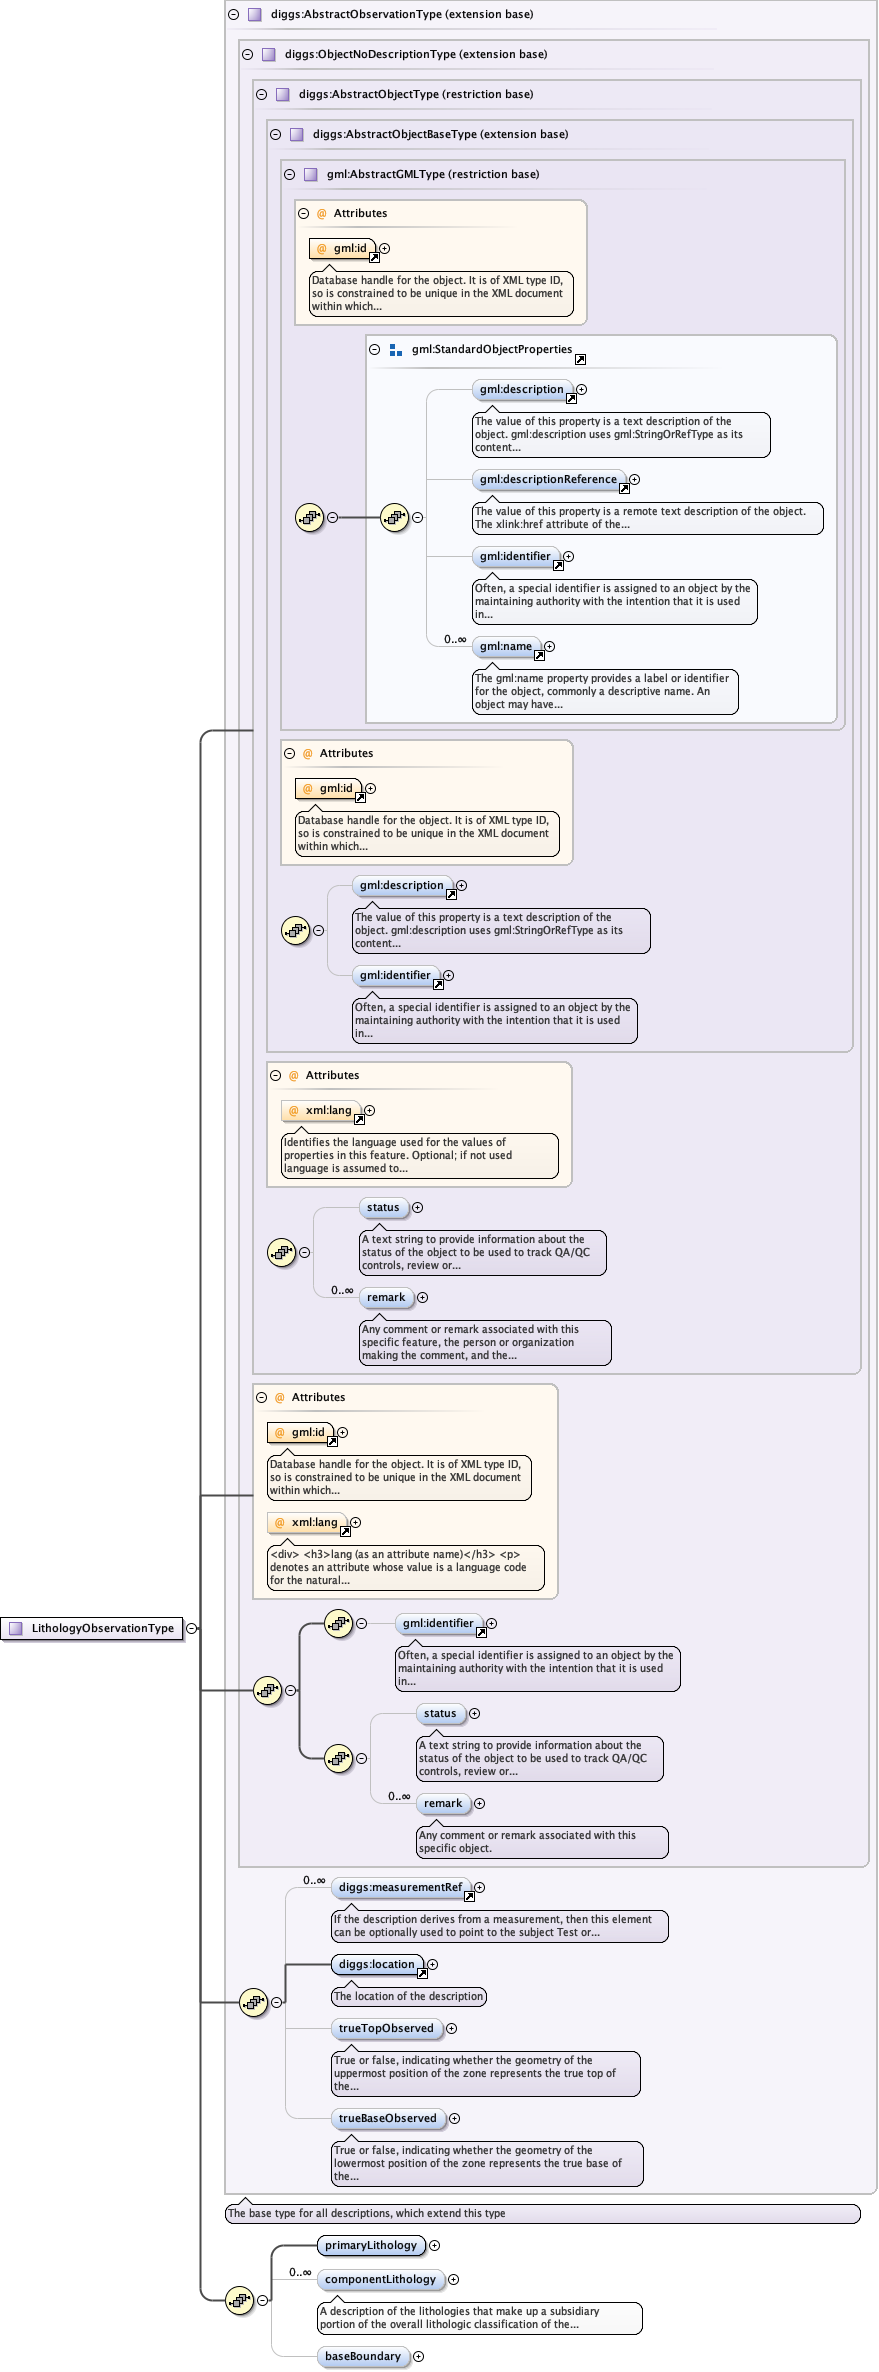 diggs:AbstractObservationType (extension base)
diggs:ObjectNoDescriptionType (extension base)
diggs:AbstractObjectType (restriction base)
diggs:AbstractObjectBaseType (extension base)
gml:AbstractGMLType (restriction base)
@ Attributes
@ gml:id
Database handle for the object. It is of XML type ID,
so is constrained to be unique in the XML document
within which...
gml:StandardObjectProperties
gml:description
The value of this property is a text description of the
object. gml:description uses gml:StringOrRefType as its
content...
gml:descriptionReference
The value of this property is a remote text description of the object.
The xlink:href attribute of the...
gml:identifier
Often, a special identifier is assigned to an object by the
maintaining authority with the intention that it is used
in...
0..∞
gml:name
The gml:name property provides a label or identifier
for the object, commonly a descriptive name. An
object may have...
@ Attributes
@ gml:id
Database handle for the object. It is of XML type ID,
so is constrained to be unique in the XML document
within which...
gml:description
The value of this property is a text description of the
object. gml:description uses gml:StringOrRefType as its
content...
gml:identifier
Often, a special identifier is assigned to an object by the
maintaining authority with the intention that it is used
in...
@ Attributes
@ xml:lang
Identifies the language used for the values of
properties in this feature. Optional; if not used
language is assumed to...
status
A text string to provide information about the
status of the object to be used to track QA/QC
controls, review or...
0..∞
remark
Any comment or remark associated with this
specific feature, the person or organization
making the comment, and the...
@ Attributes
@ gml:id
Database handle for the object. It is of XML type ID,
so is constrained to be unique in the XML document
within which...
@ xml:lang
<div> <h3>lang (as an attribute name)</h3> <p>
denotes an attribute whose value is a language code
for the natural...
LithologyObservationType
gml:identifier
Often, a special identifier is assigned to an object by the
maintaining authority with the intention that it is used
in...
status
A text string to provide information about the
status of the object to be used to track QA/QC
controls, review or...
0..∞
remark
Any comment or remark associated with this
specific object.
0..∞
diggs:measurementRef
If the description derives from a measurement, then this element
can be optionally used to point to the subject Test or...
diggs:location
The location of the description
trueTopObserved
True or false, indicating whether the geometry of the
uppermost position of the zone represents the true top of
the...
trueBaseObserved
True or false, indicating whether the geometry of the
lowermost position of the zone represents the true base of
the...
The base type for all descriptions, which extend this type
primaryLithology
0..∞
componentLithology
A description of the lithologies that make up a subsidiary
portion of the overall lithologic classification of the...
baseBoundary